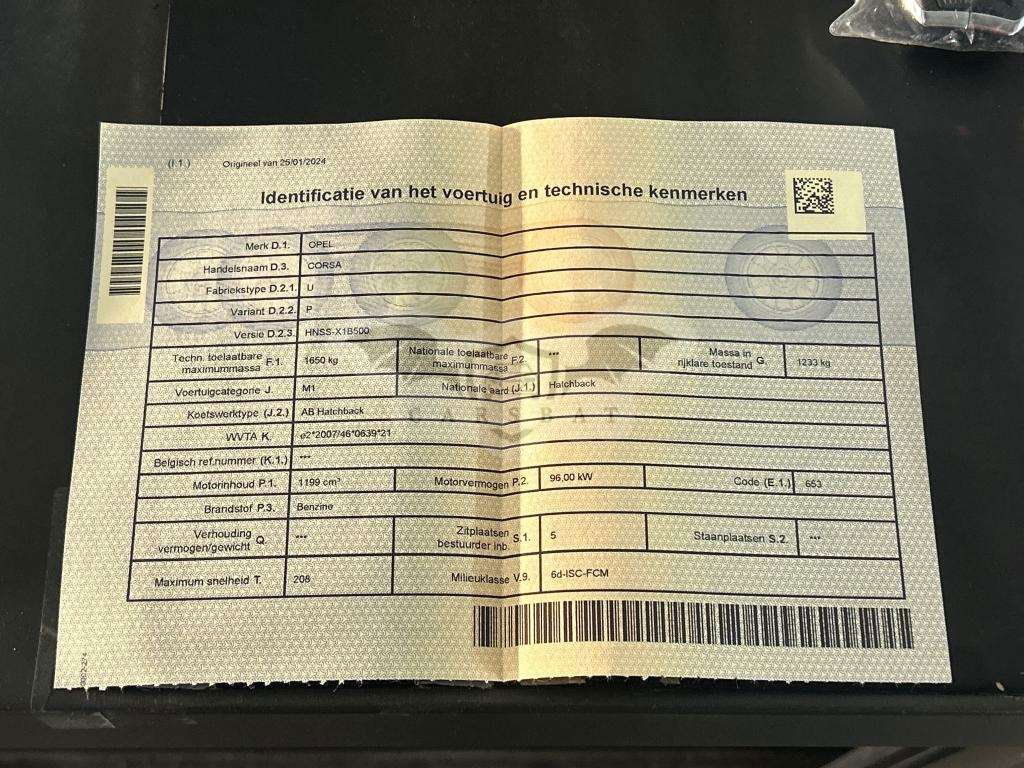 (I.1.) Origineel van 25/01/2024
Identificatie van het voertuig en technische kenmerken
Merk D.1. OPEL
Handelsnaam D.3. CORSA
Fabriekstype D.2.1. U
Variant D.2.2. P
Versie D.2.3. HNSS-X1B500
Techn. toelaatbare maximummassa F.1. 1650 kg Nationale toelaatbare maximummassa F.2. *** Massa in rijklare toestand G. 1233 kg
Voertuigcategorie J. M1 Nationale aard (J.1.) Hatchback
Koetswerktype (J.2.) AB Hatchback
CARSBAT
WVTA K. e2*2007/46*0639*21
Belgisch ref.nummer (K.1.) ***
Motorinhoud P.1. 1199 cm³ Motorvermogen P.2. 96,00 kW Code (E.1.) 653
Brandstof P.3. Benzine
Verhouding vermogen/gewicht Q. *** Zitplaatsen bestuurder inb. S.1. 5 Staanplaatsen S.2. ***
Maximum snelheid T. 208 Milieuklasse V.9. 6d-ISC-FCM